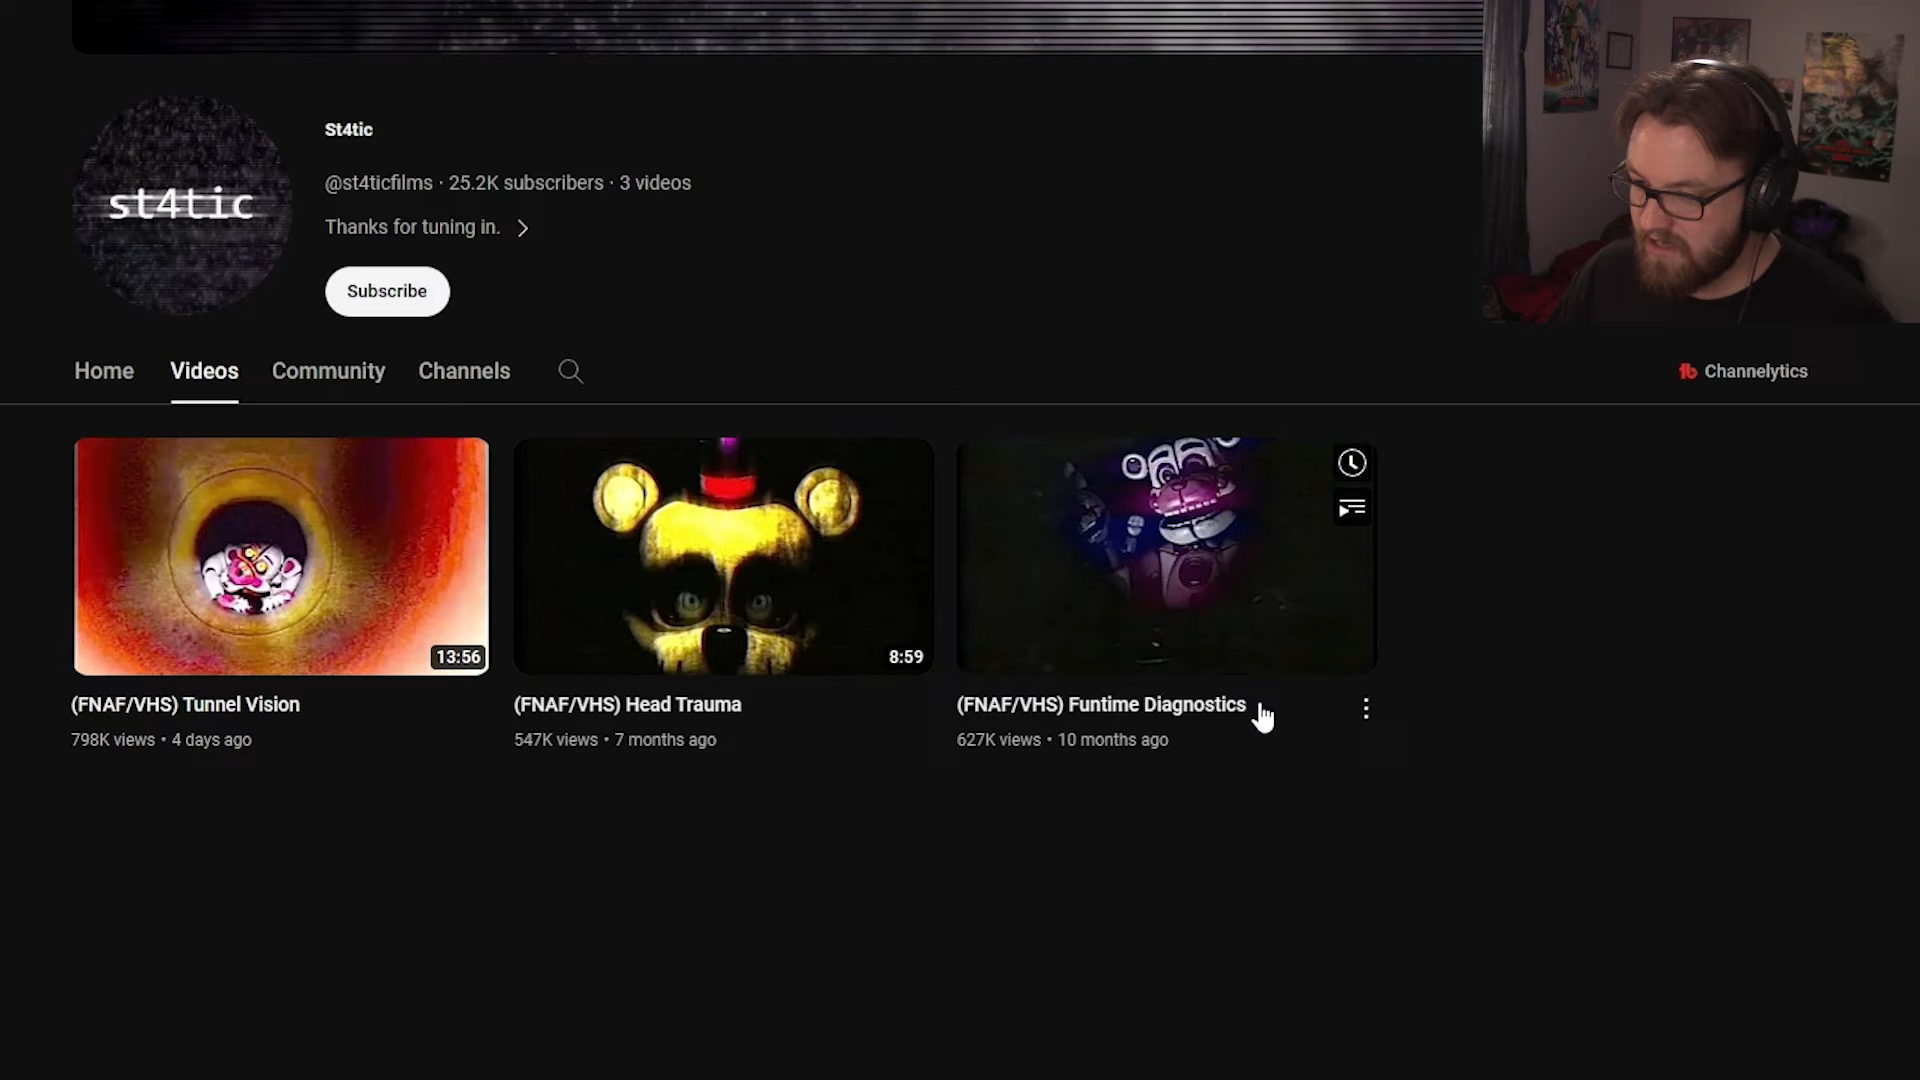 st4tic
St4tic
@st4ticfilms · 25.2K subscribers · 3 videos
Thanks for tuning in.
Subscribe
Home Videos Community Channels
Channelytics
13:56
8:59
(FNAF/VHS) Tunnel Vision
798K views • 4 days ago
(FNAF/VHS) Head Trauma
547K views • 7 months ago
(FNAF/VHS) Funtime Diagnostics
627K views • 10 months ago